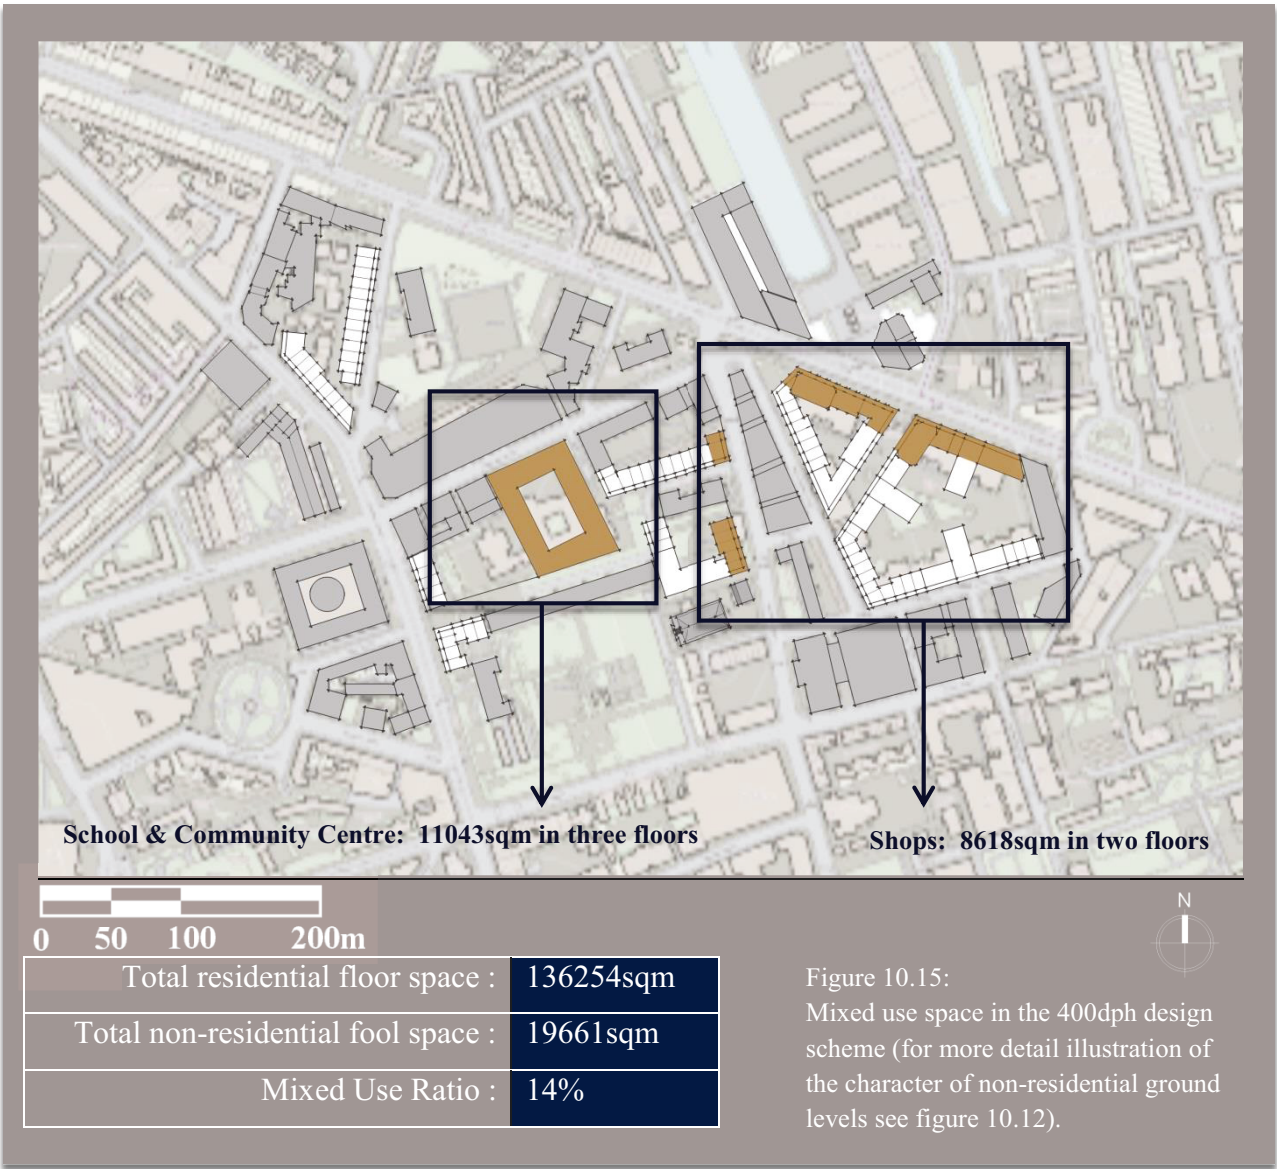 School & Community Centre: 11043sqm in three floors
Shops: 8618sqm in two floors
0 50 100 200m
N
Total residential floor space : 136254sqm
Total non-residential fool space : 19661sqm
Mixed Use Ratio : 14%
Figure 10.15:
Mixed use space in the 400dph design
scheme (for more detail illustration of
the character of non-residential ground
levels see figure 10.12).